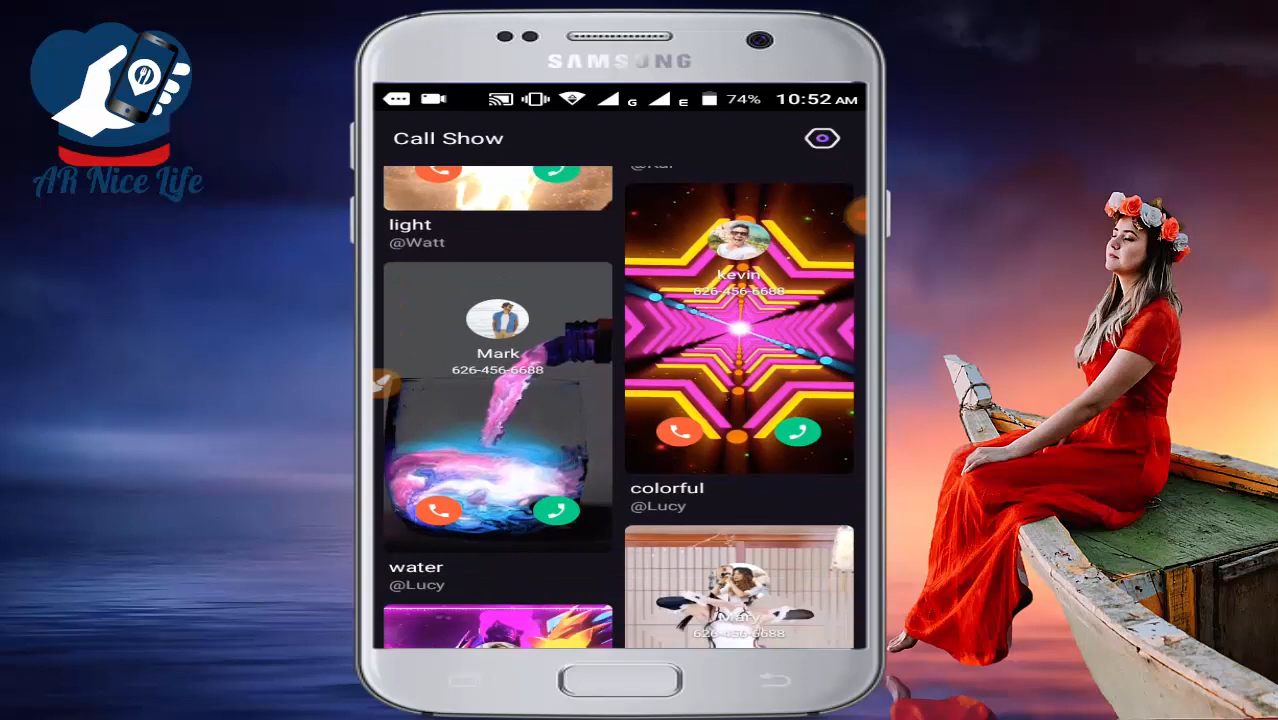 AR Nice Life
SAMSUNG
G
E
74%
10:52 AM
Call Show
light
@Watt
Mark
626-456-6688
water
@Lucy
kevin
626-456-6688
colorful
@Lucy
Mary
626-456-6688